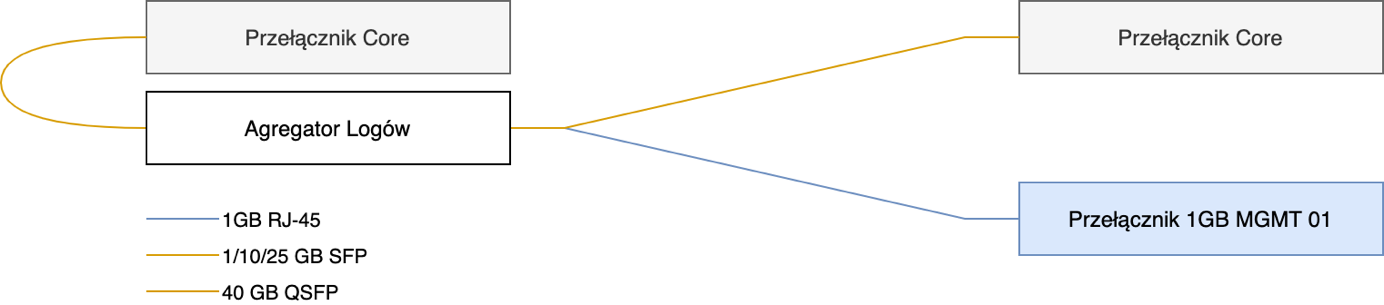 Przełącznik Core
Przełącznik Core
Agregator Logów
Przełącznik 1GB MGMT 01
1GB RJ-45
1/10/25 GB SFP
40 GB QSFP